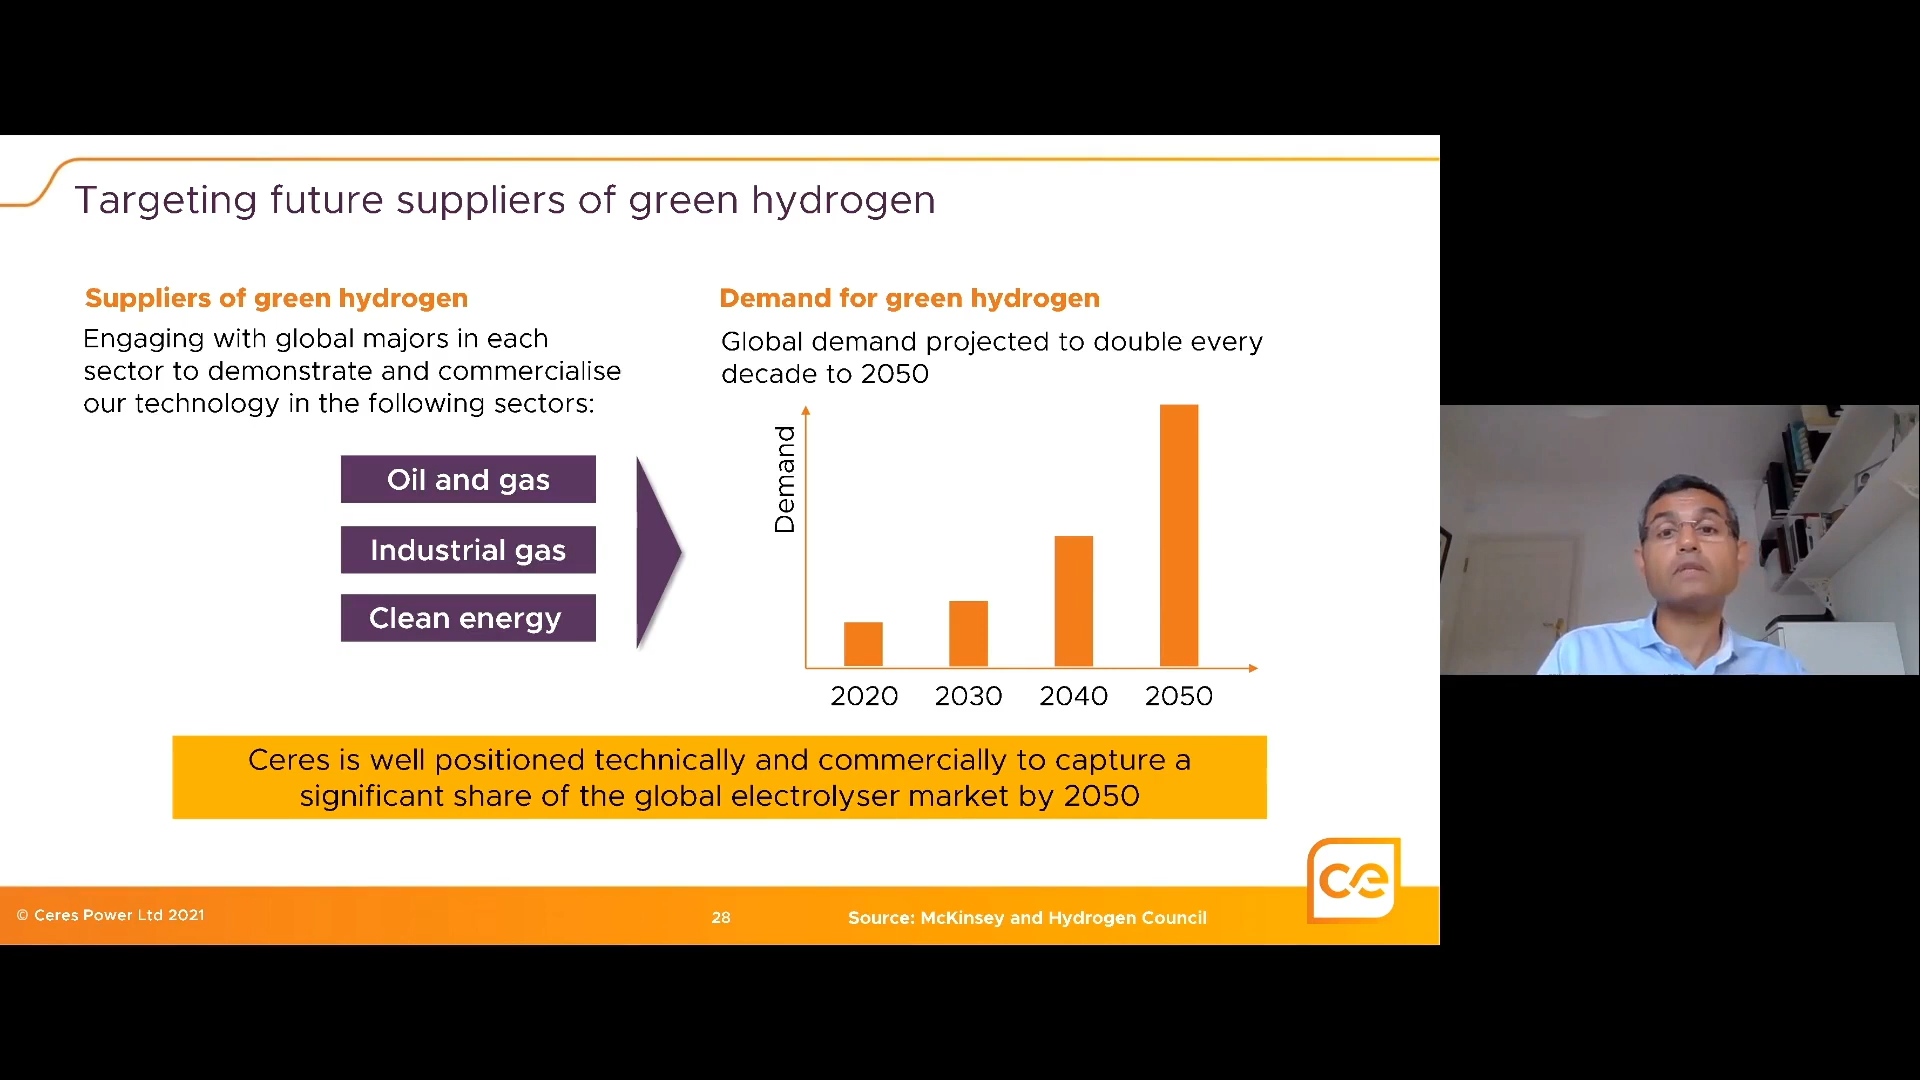 Targeting future suppliers of green hydrogen
Suppliers of green hydrogen
Engaging with global majors in each
sector to demonstrate and commercialise
our technology in the following sectors:
Oil and gas
Industrial gas
Clean energy
Demand for green hydrogen
Global demand projected to double every
decade to 2050
Demand
2020 2030 2040 2050
Ceres is well positioned technically and commercially to capture a
significant share of the global electrolyser market by 2050
ce
© Ceres Power Ltd 2021
28
Source: McKinsey and Hydrogen Council